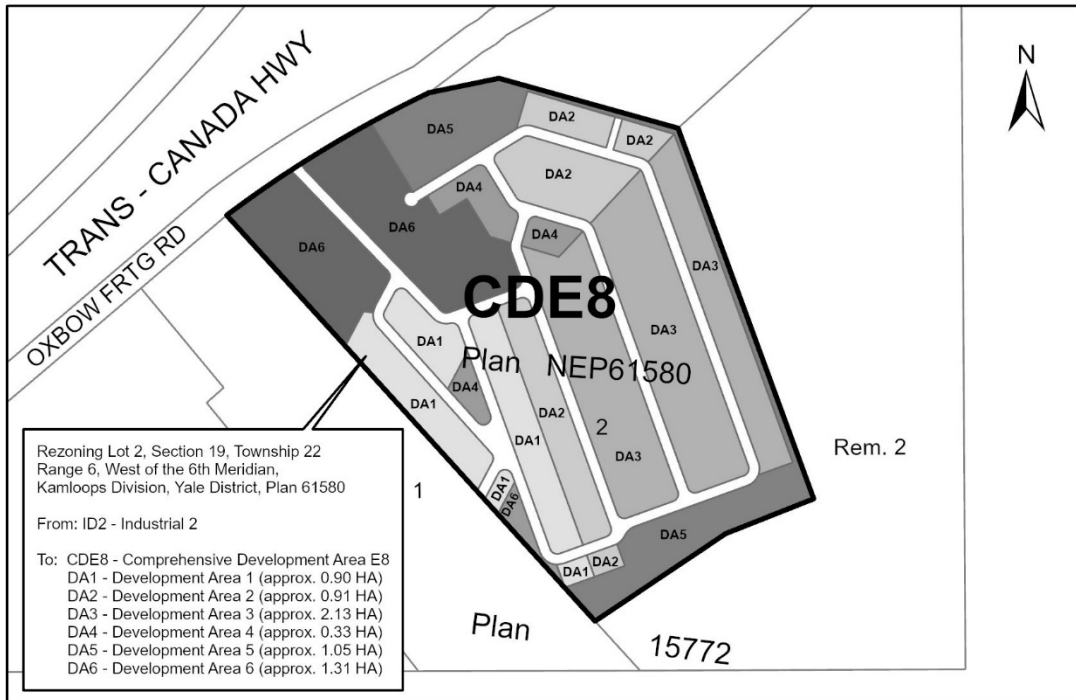 N
TRANS - CANADA HWY
OXBOW FRTG RD
DA5
DA2
DA2
DA4
DA2
DA6
DA6
DA4
DA3
CDE8
DA1
DA3
Plan NEP61580
DA4
DA1
DA2
2
DA1
DA3
Rem. 2
1
DA1
DA6
DA5
DA1
DA2
Plan
15772
Rezoning Lot 2, Section 19, Township 22
Range 6, West of the 6th Meridian,
Kamloops Division, Yale District, Plan 61580
From: ID2 - Industrial 2
To: CDE8 - Comprehensive Development Area E8
DA1 - Development Area 1 (approx. 0.90 HA)
DA2 - Development Area 2 (approx. 0.91 HA)
DA3 - Development Area 3 (approx. 2.13 HA)
DA4 - Development Area 4 (approx. 0.33 HA)
DA5 - Development Area 5 (approx. 1.05 HA)
DA6 - Development Area 6 (approx. 1.31 HA)